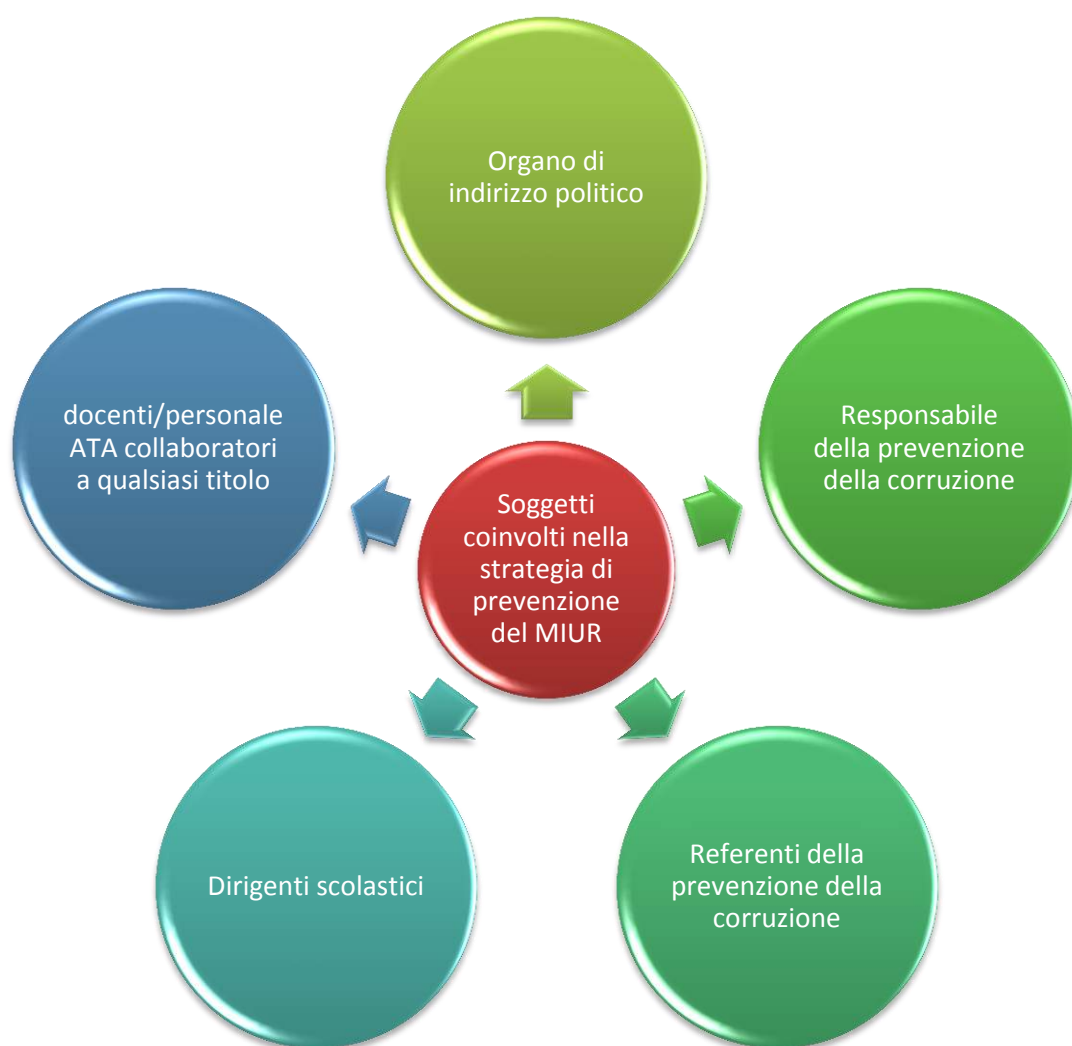 Organo di
indirizzo politico
Responsabile
della prevenzione
della corruzione
Referenti della
prevenzione della
corruzione
Dirigenti scolastici
docenti/personale
ATA collaboratori
a qualsiasi titolo
Soggetti
coinvolti nella
strategia di
prevenzione
del MIUR